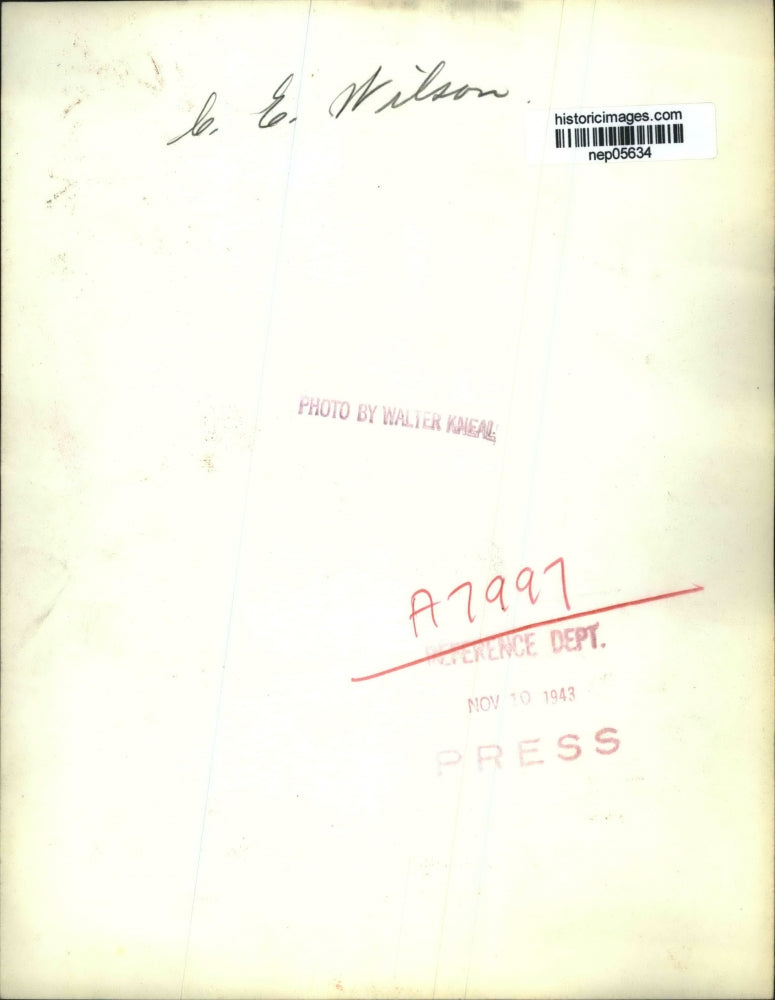 C. E. Wilson.
historicimages.com
nep05634
PHOTO BY WALTER KNEAL
A7997
REFERENCE DEPT.
NOV 10 1943
PRESS